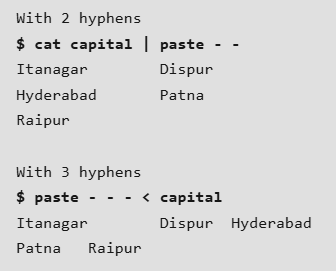 With 2 hyphens
$ cat capital | paste - -
Itanagar        Dispur
Hyderabad       Patna
Raipur

With 3 hyphens
$ paste - - - < capital
Itanagar        Dispur  Hyderabad
Patna   Raipur